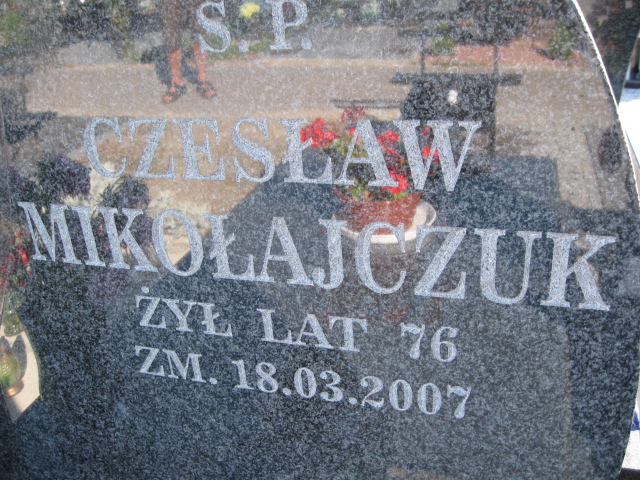 Ś.P.
CZESŁAW
MIKOŁAJCZUK
ŻYŁ LAT 76
ZM. 18.03.2007